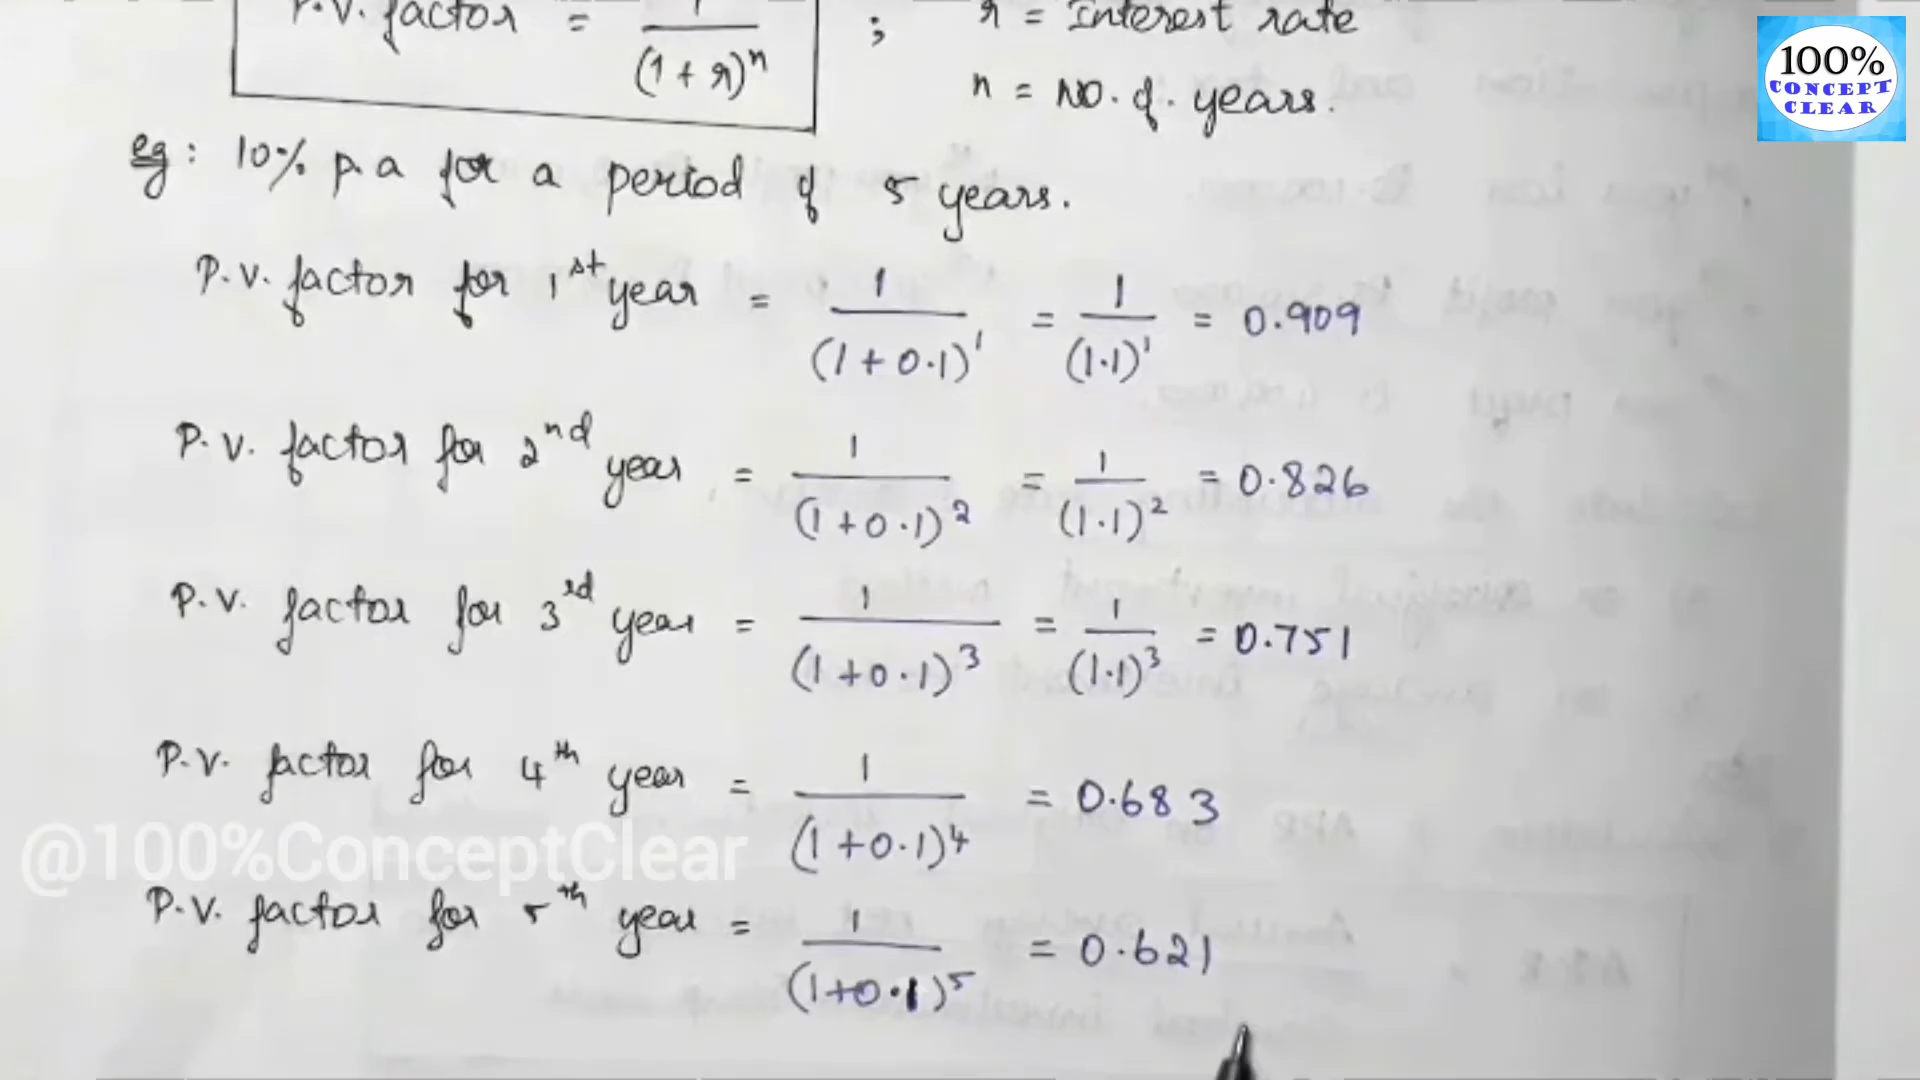 P.V. factor = 1 / (1 + r)^n ; r = Interest rate
n = No. of. years.
100%
CONCEPT
CLEAR
eg: 10% p.a for a period of 5 years.
P.V. factor for 1st year = 1 / (1 + 0.1)^1 = 1 / (1.1)^1 = 0.909
P.V. factor for 2nd year = 1 / (1+0.1)^2 = 1 / (1.1)^2 = 0.826
P.V. factor for 3rd year = 1 / (1+0.1)^3 = 1 / (1.1)^3 = 0.751
P.V. factor for 4th year = 1 / (1+0.1)^4 = 0.683
@100%ConceptClear
P.V. factor for 5th year = 1 / (1+0.1)^5 = 0.621